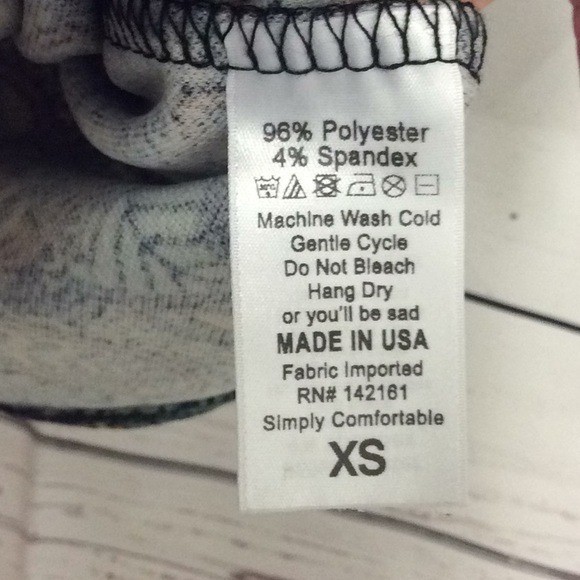 96% Polyester
4% Spandex
Machine Wash Cold
Gentle Cycle
Do Not Bleach
Hang Dry
or you'll be sad
MADE IN USA
Fabric Imported
RN# 142161
Simply Comfortable
XS